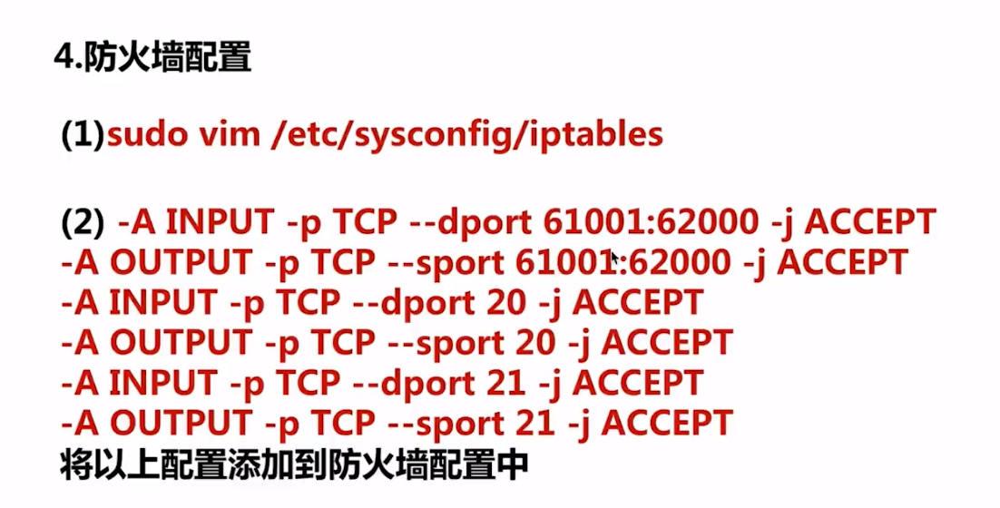 4.防火墙配置
(1)sudo vim /etc/sysconfig/iptables
(2) -A INPUT -p TCP --dport 61001:62000 -j ACCEPT
-A OUTPUT -p TCP --sport 61001:62000 -j ACCEPT
-A INPUT -p TCP --dport 20 -j ACCEPT
-A OUTPUT -p TCP --sport 20 -j ACCEPT
-A INPUT -p TCP --dport 21 -j ACCEPT
-A OUTPUT -p TCP --sport 21 -j ACCEPT
将以上配置添加到防火墙配置中